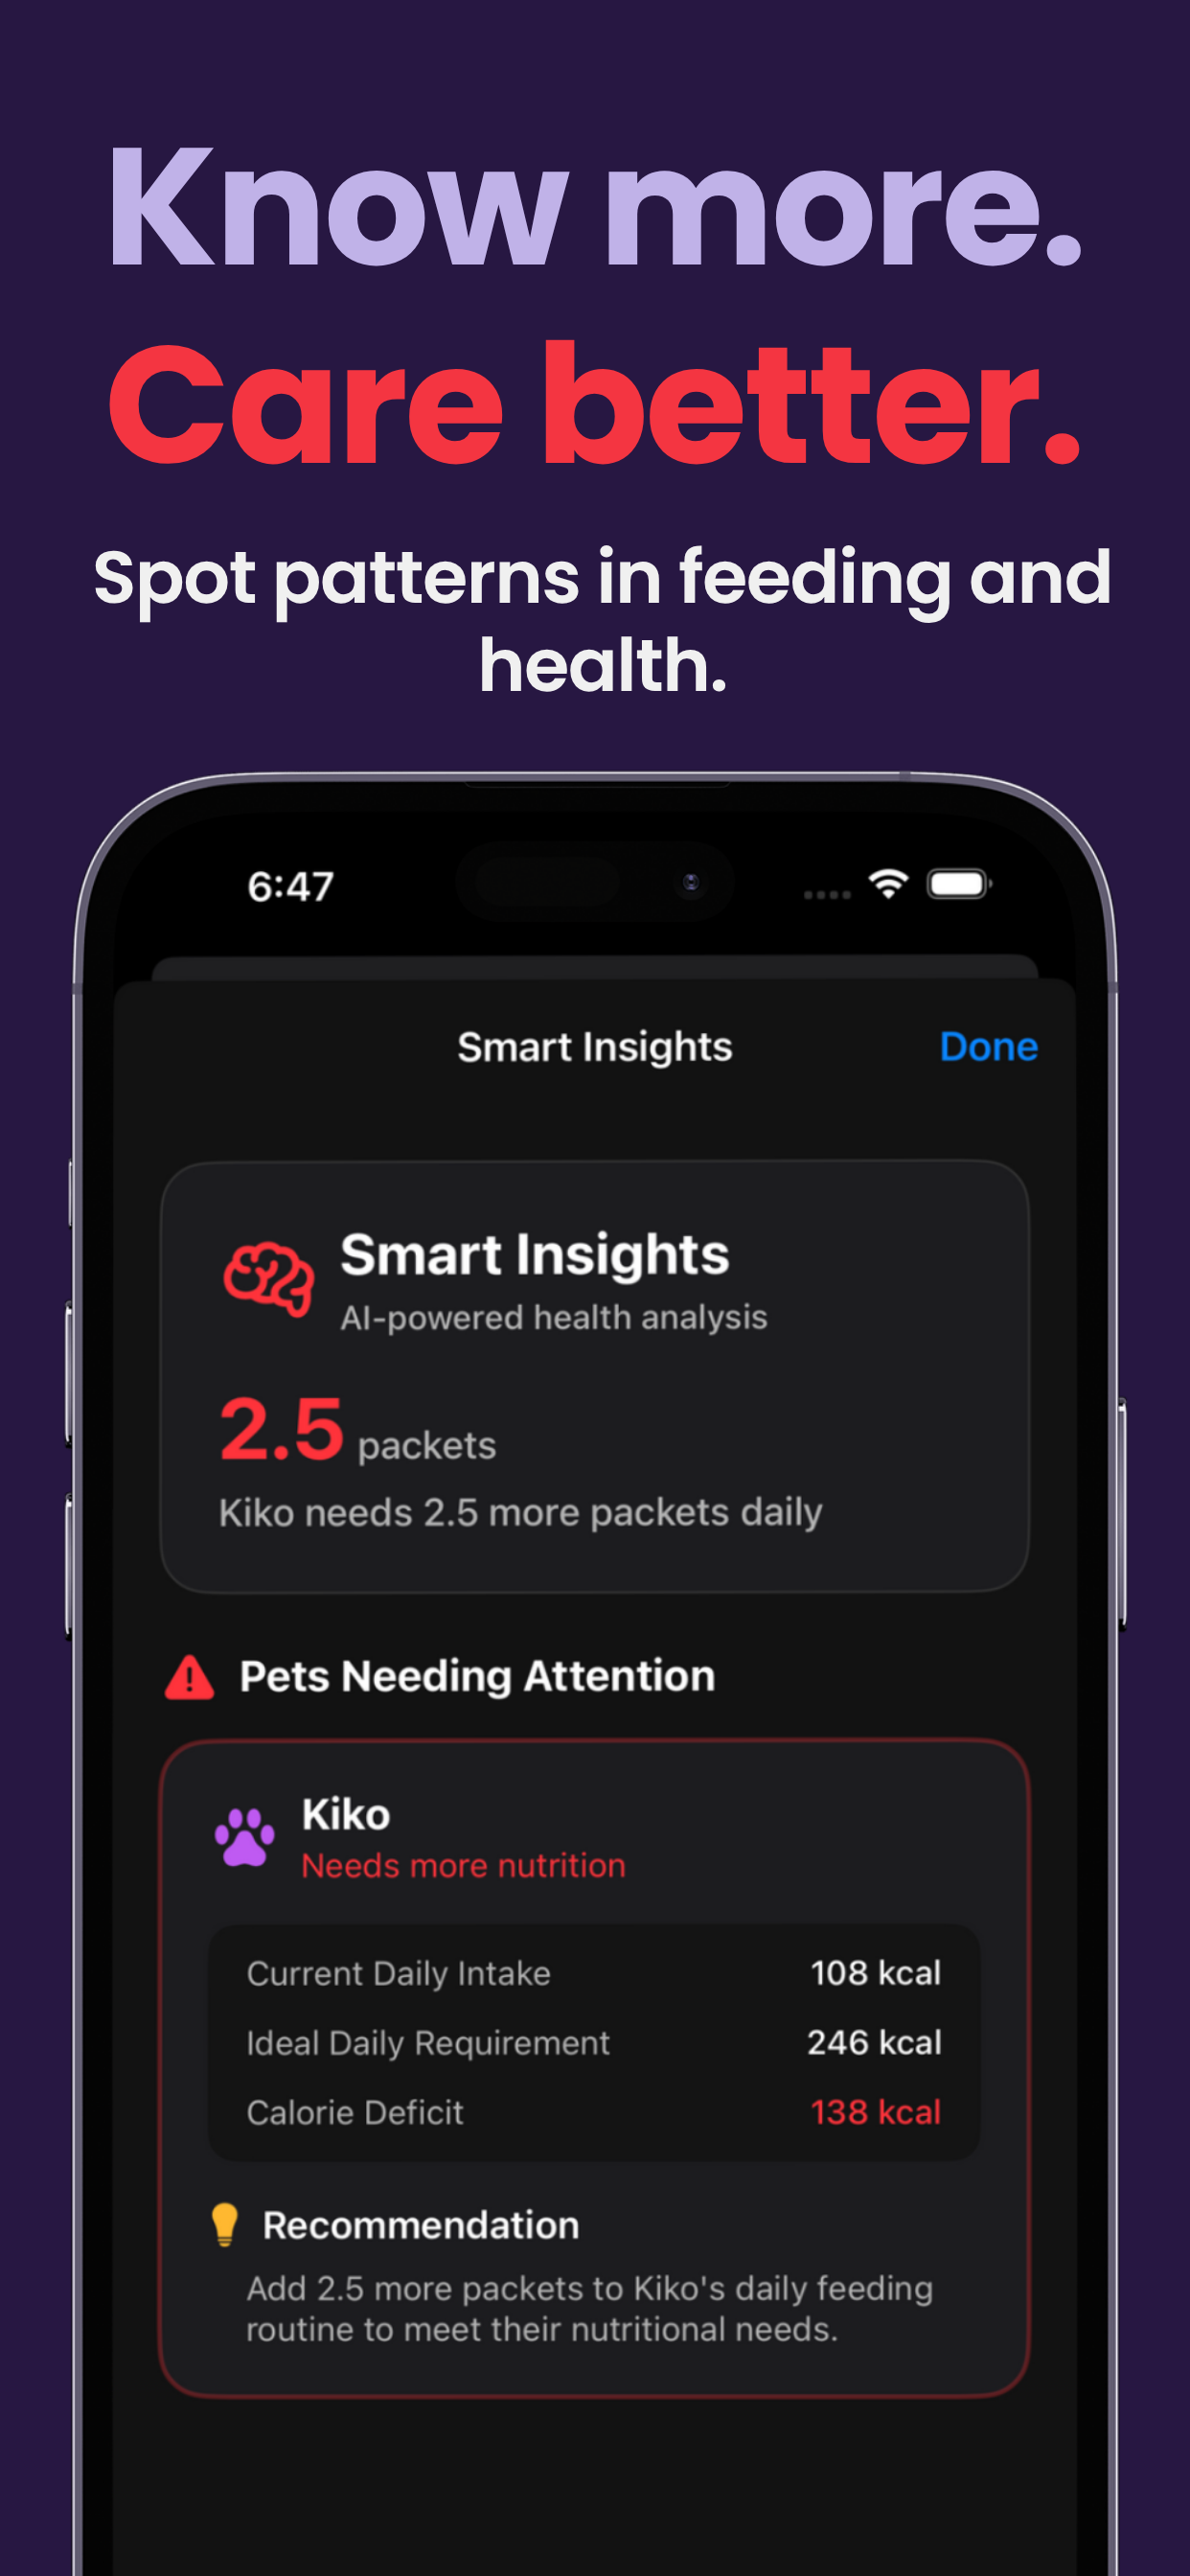 Know more.
Care better.
Spot patterns in feeding and
health.
6:47
Smart Insights
Done
Smart Insights
AI-powered health analysis
2.5 packets
Kiko needs 2.5 more packets daily
Pets Needing Attention
Kiko
Needs more nutrition
Current Daily Intake 108 kcal
Ideal Daily Requirement 246 kcal
Calorie Deficit 138 kcal
Recommendation
Add 2.5 more packets to Kiko's daily feeding
routine to meet their nutritional needs.